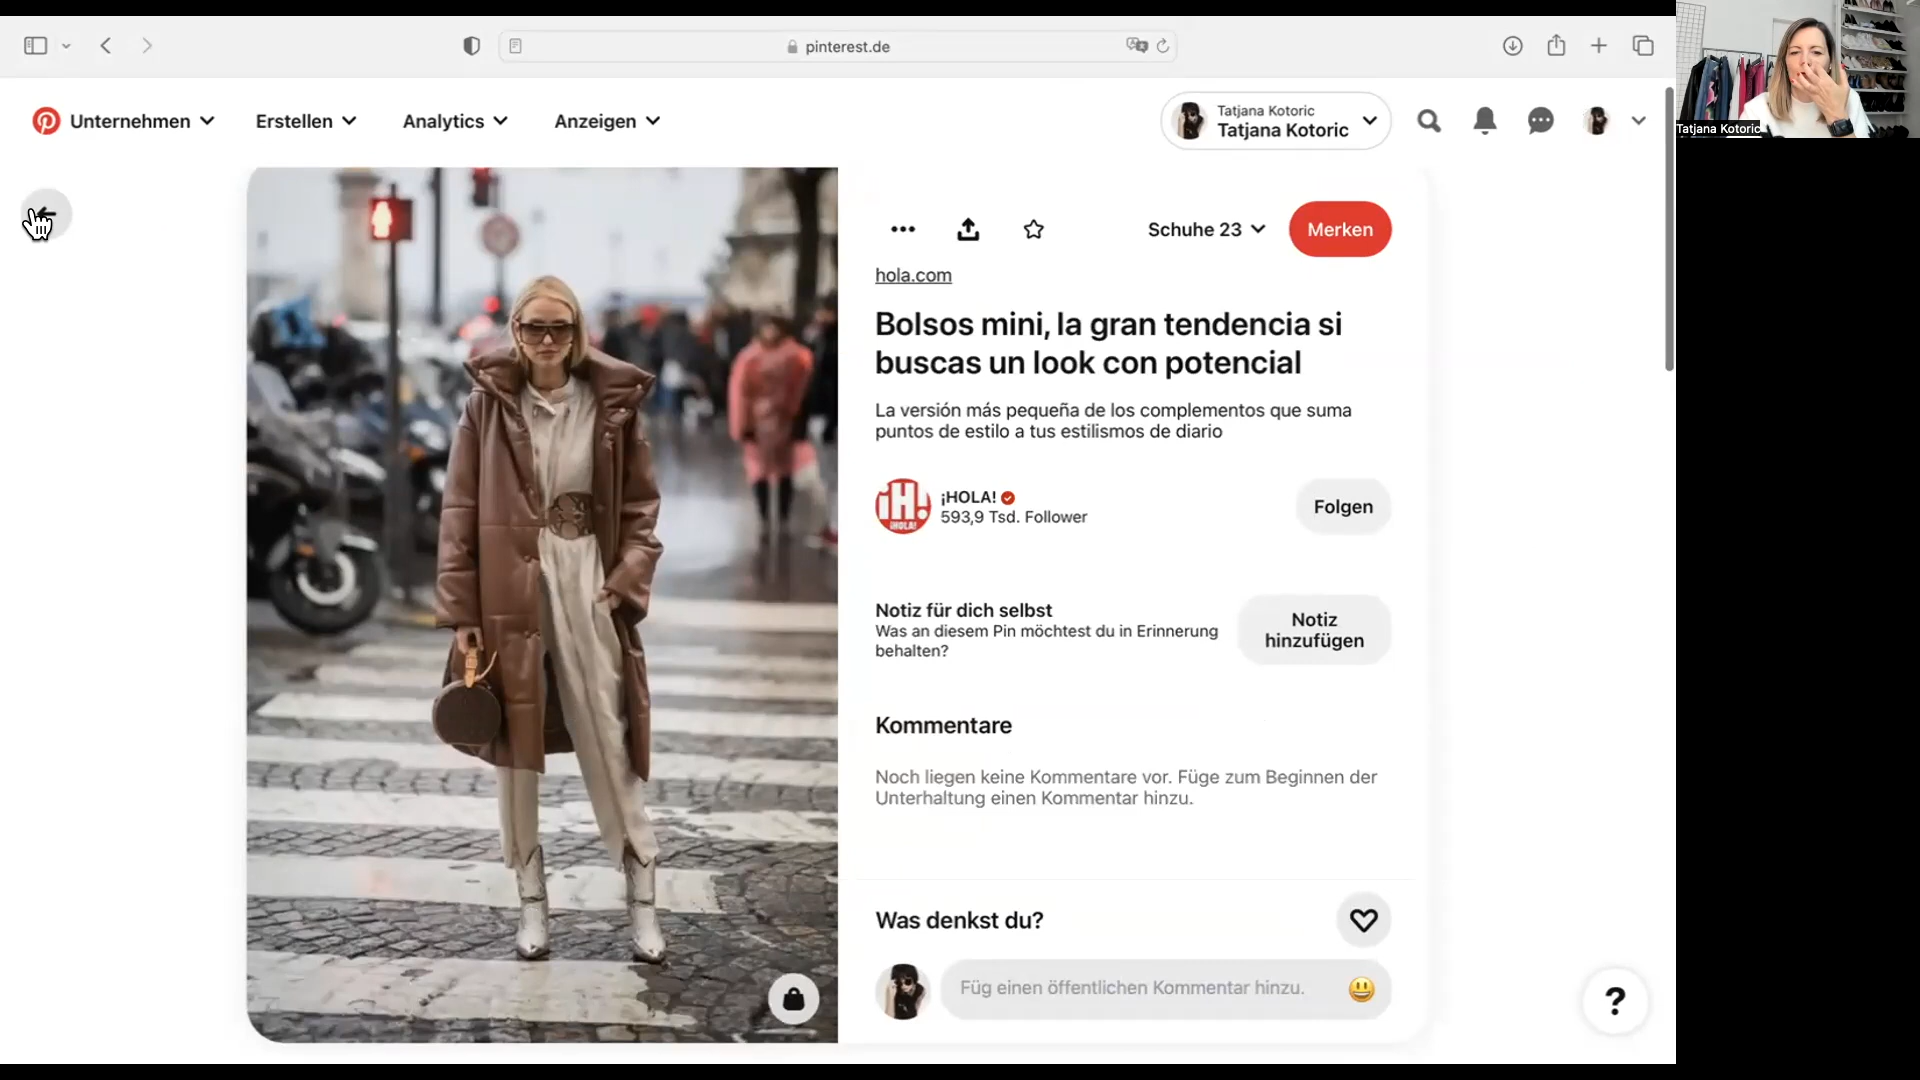 pinterest.de
Unternehmen
Erstellen
Analytics
Anzeigen
Tatjana Kotoric
Tatjana Kotoric
Tatjana Kotoric
Schuhe 23
Merken
hola.com
Bolsos mini, la gran tendencia si
buscas un look con potencial
La versión más pequeña de los complementos que suma
puntos de estilo a tus estilismos de diario
¡H!
¡HOLA!
¡HOLA!
593,9 Tsd. Follower
Folgen
Notiz für dich selbst
Was an diesem Pin möchtest du in Erinnerung
behalten?
Notiz
hinzufügen
Kommentare
Noch liegen keine Kommentare vor. Füge zum Beginnen der
Unterhaltung einen Kommentar hinzu.
Was denkst du?
Füg einen öffentlichen Kommentar hinzu.
?